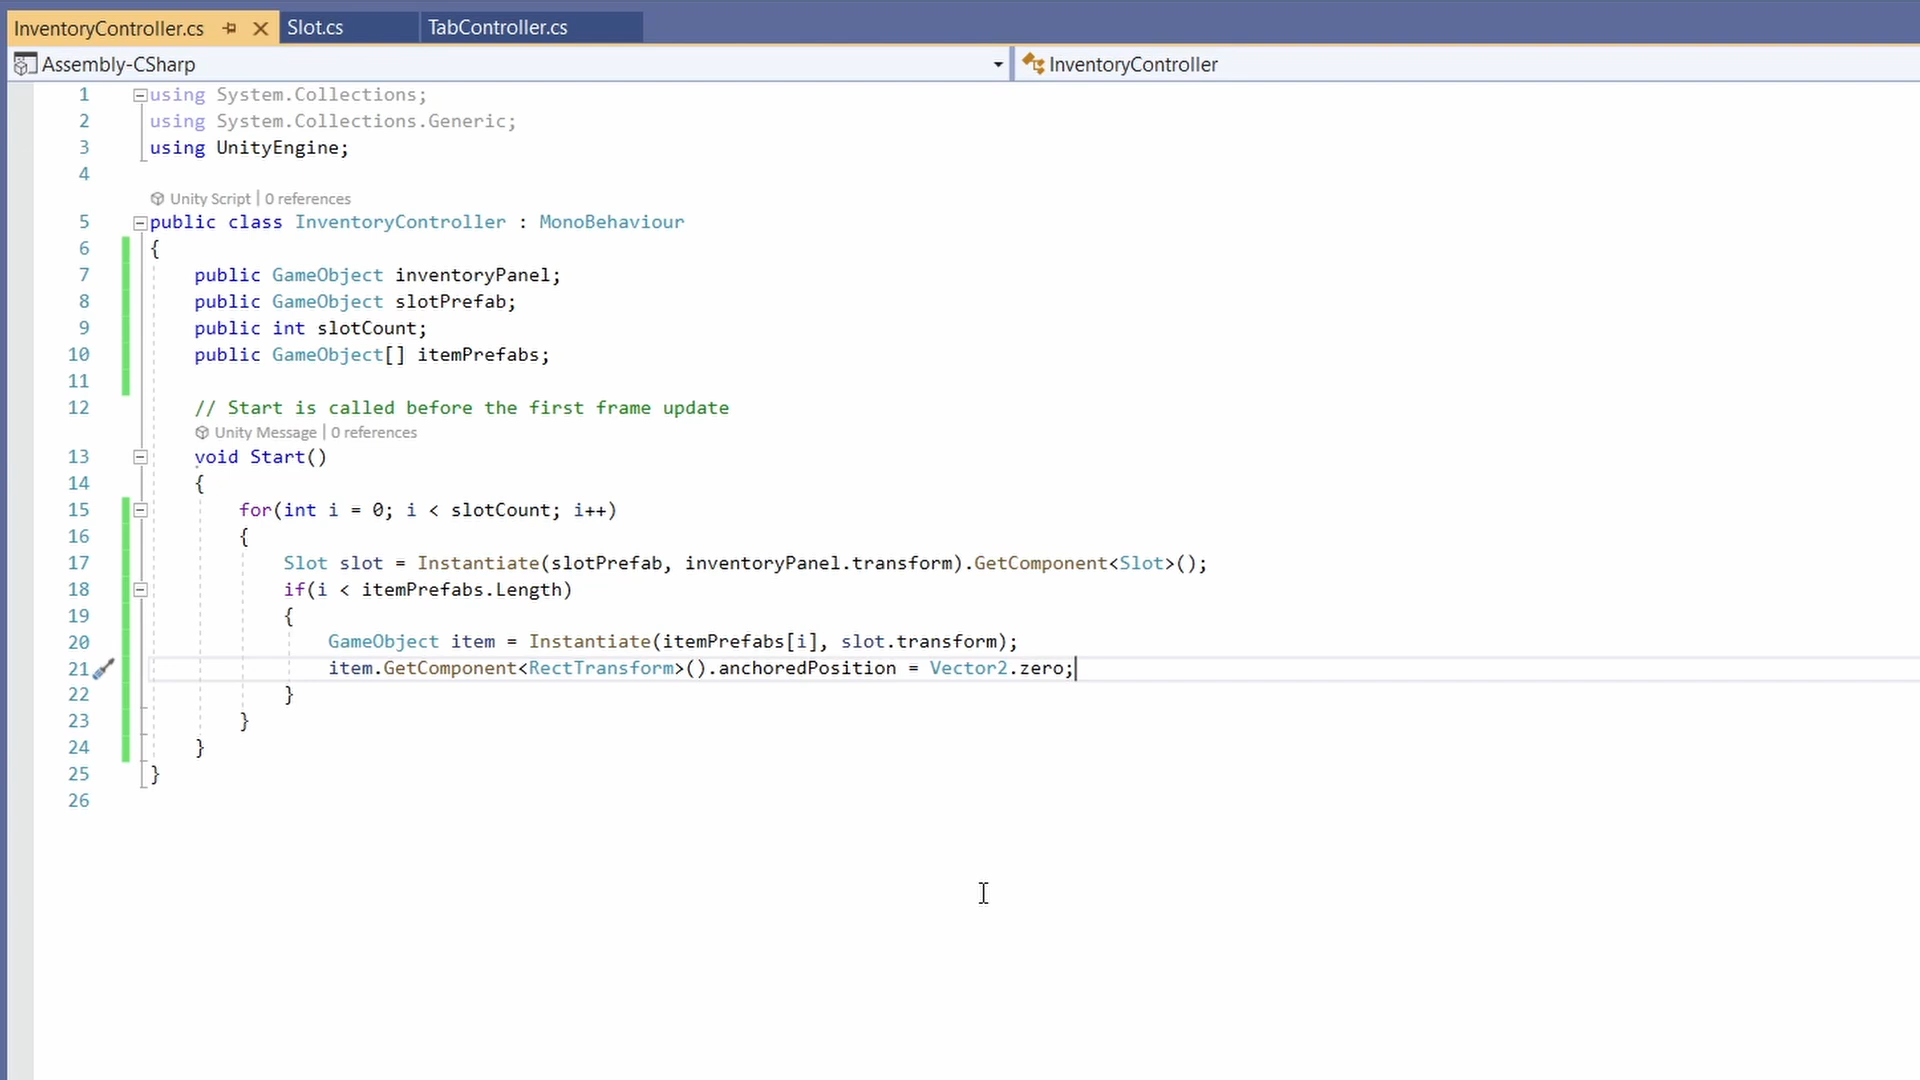 InventoryController.cs Slot.cs TabController.cs
Assembly-CSharp InventoryController
1 using System.Collections;
2 using System.Collections.Generic;
3 using UnityEngine;
4
Unity Script | 0 references
5 public class InventoryController : MonoBehaviour
6 {
7 public GameObject inventoryPanel;
8 public GameObject slotPrefab;
9 public int slotCount;
10 public GameObject[] itemPrefabs;
11
12 // Start is called before the first frame update
Unity Message | 0 references
13 void Start()
14 {
15 for(int i = 0; i < slotCount; i++)
16 {
17 Slot slot = Instantiate(slotPrefab, inventoryPanel.transform).GetComponent<Slot>();
18 if(i < itemPrefabs.Length)
19 {
20 GameObject item = Instantiate(itemPrefabs[i], slot.transform);
21 item.GetComponent<RectTransform>().anchoredPosition = Vector2.zero;
22 }
23 }
24 }
25 }
26